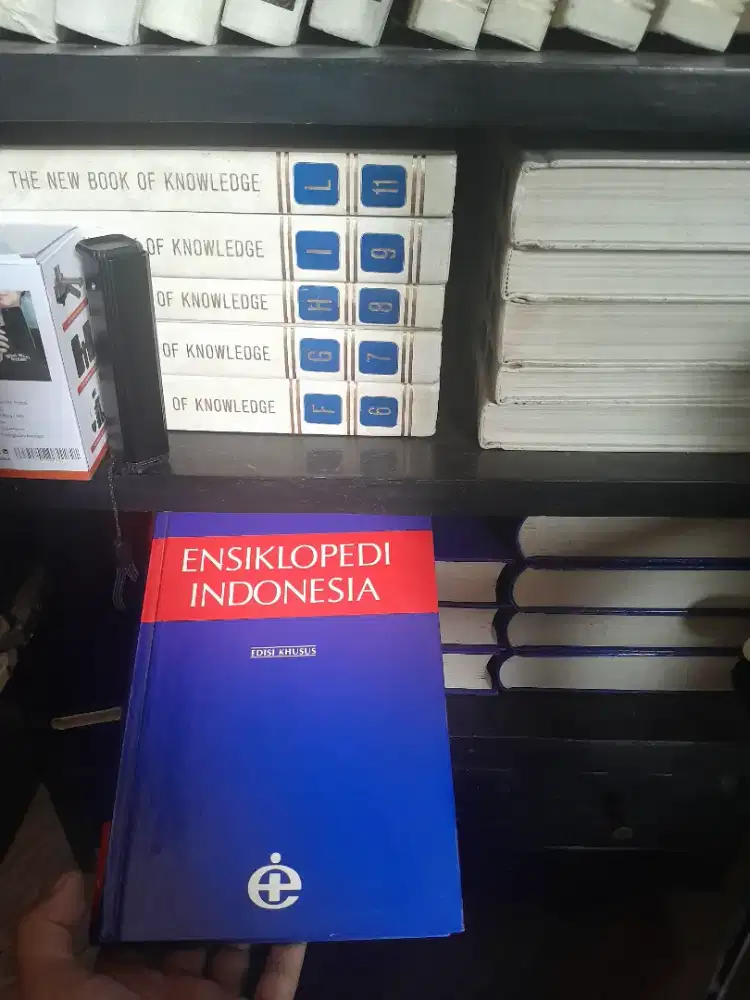 THE NEW BOOK OF KNOWLEDGE L 11
OF KNOWLEDGE I 9
OF KNOWLEDGE H 8
OF KNOWLEDGE G 7
OF KNOWLEDGE F 6
ENSIKLOPEDI
INDONESIA
EDISI KHUSUS
e